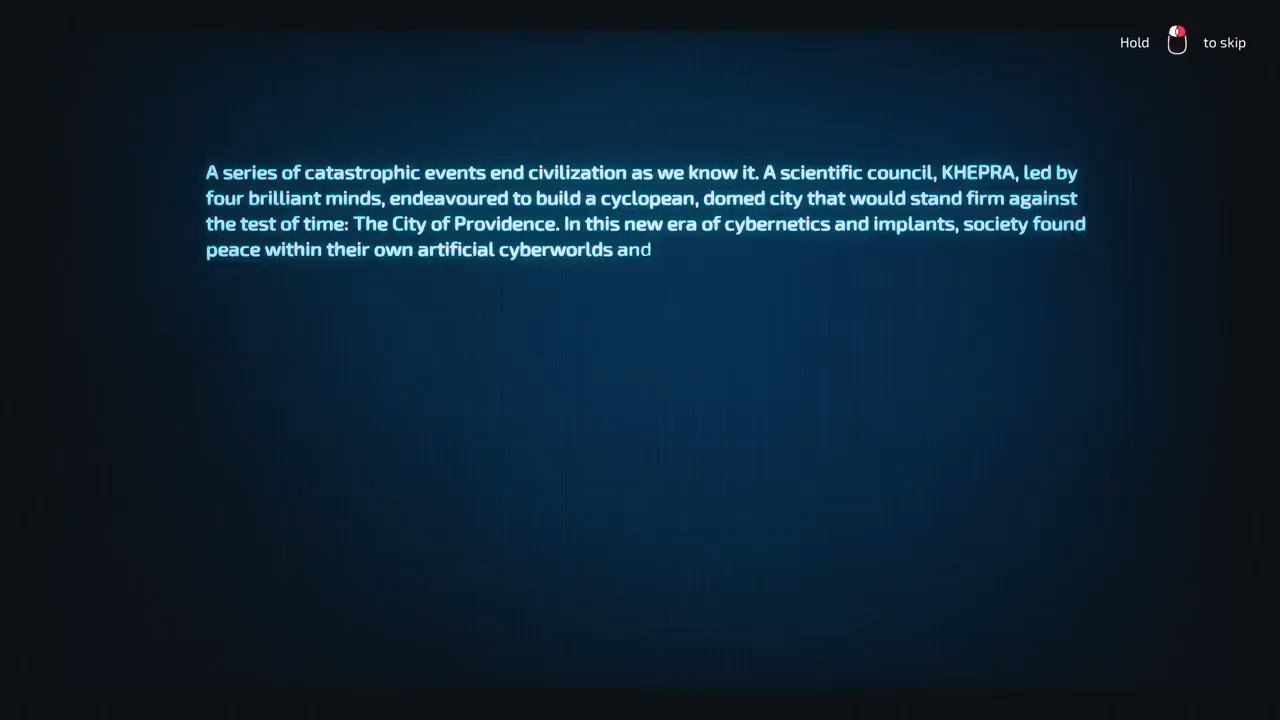 Hold to skip
A series of catastrophic events end civilization as we know it. A scientific council, KHEPRA, led by
four brilliant minds, endeavoured to build a cyclopean, domed city that would stand firm against
the test of time: The City of Providence. In this new era of cybernetics and implants, society found
peace within their own artificial cyberworlds and